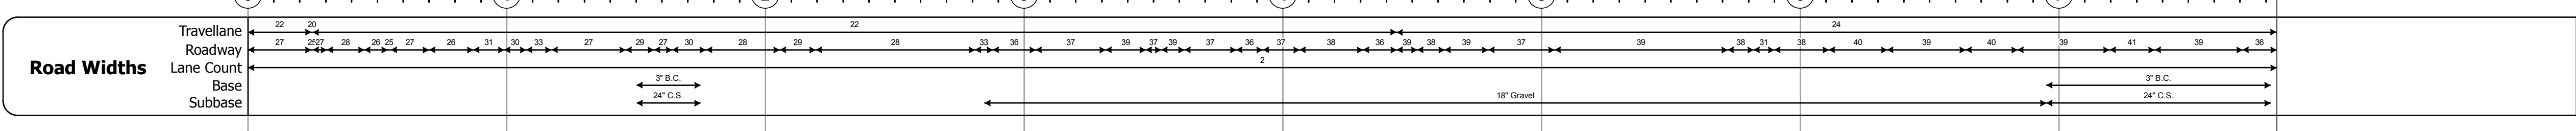 Travellane 22 20 22 24
Roadway 27 25 27 28 26 25 27 26 31 30 33 27 29 27 30 28 29 28 33 36 37 39 37 39 37 36 37 38 36 39 38 39 37 39 38 31 38 40 39 40 39 41 39 36
Road Widths
Lane Count 2
Base 3" B.C. 3" B.C.
Subbase 24" C.S. 18" Gravel 24" C.S.